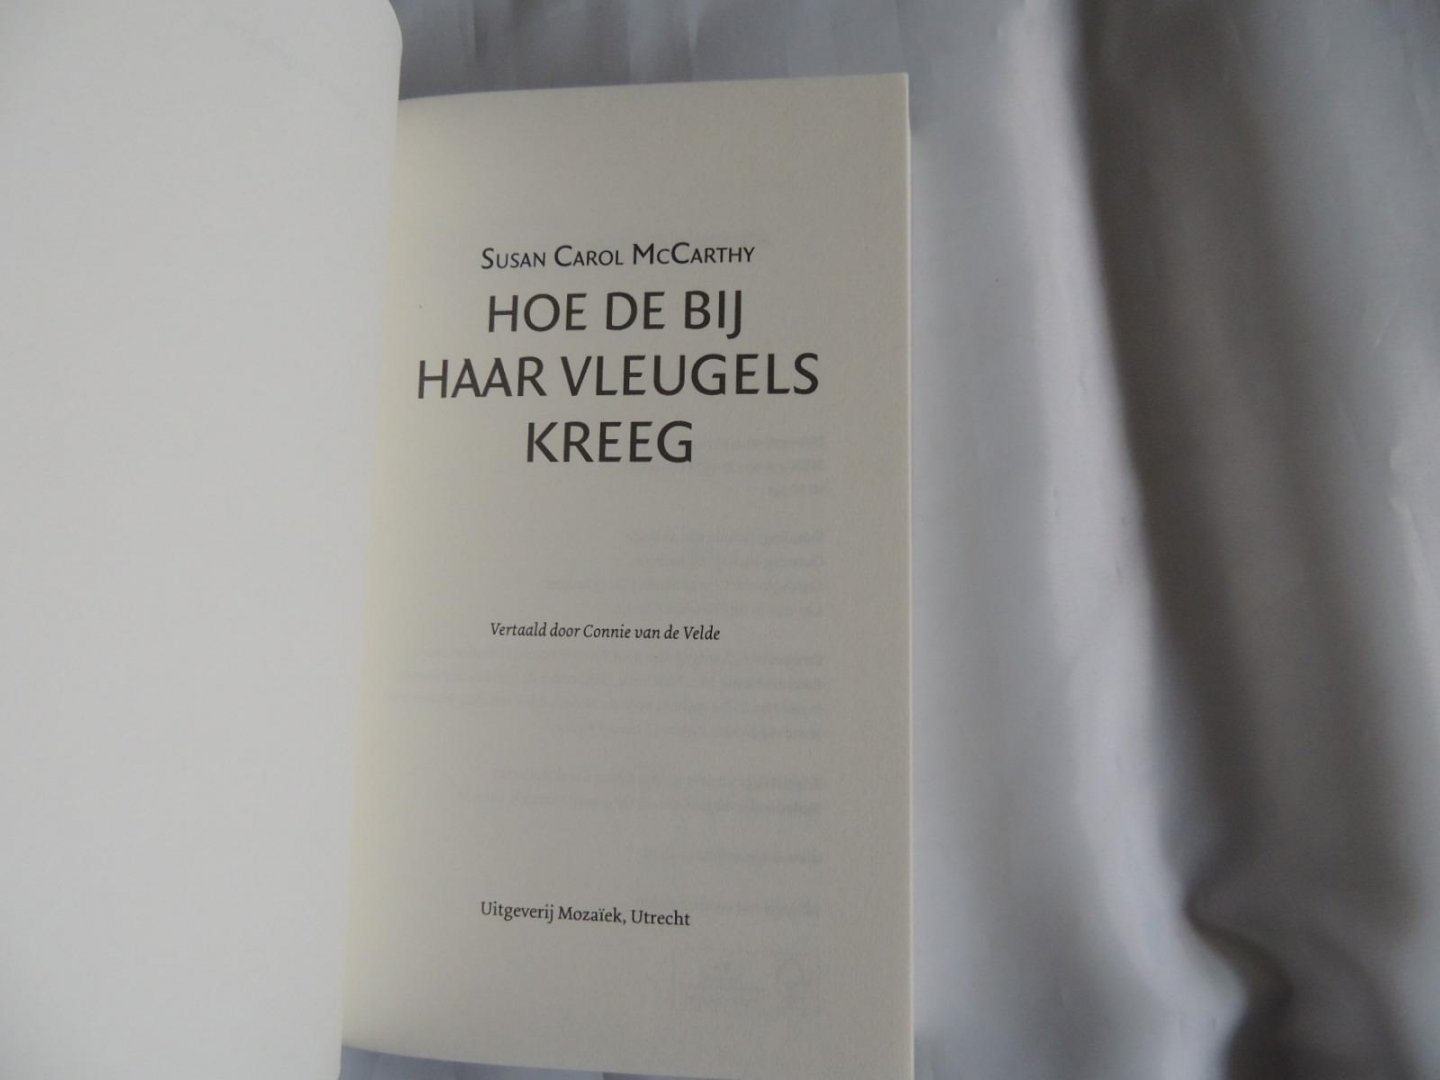 SUSAN CAROL MCCARTHY
HOE DE BIJ
HAAR VLEUGELS
KREEG
Vertaald door Connie van de Velde
Uitgeverij Mozaïek, Utrecht